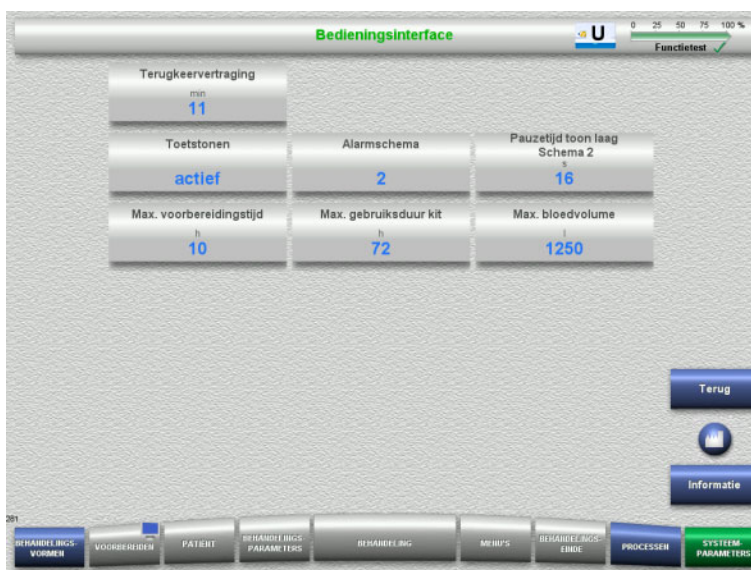 Bedieningsinterface
U
0 25 50 75 100 %
Functietest
Terugkeervertraging
min
11
Toetstonen
actief
Alarmschema
2
Pauzetijd toon laag
Schema 2
s
16
Max. voorbereidingstijd
h
10
Max. gebruiksduur kit
h
72
Max. bloedvolume
l
1250
Terug
Informatie
281
BEHANDELINGS-
VORMEN
VOORBEREIDEN
PATIËNT
BEHANDELINGS
PARAMETERS
BEHANDELING
MENU'S
BEHANDELINGS-
EINDE
PROCESSEN
SYSTEEM-
PARAMETERS